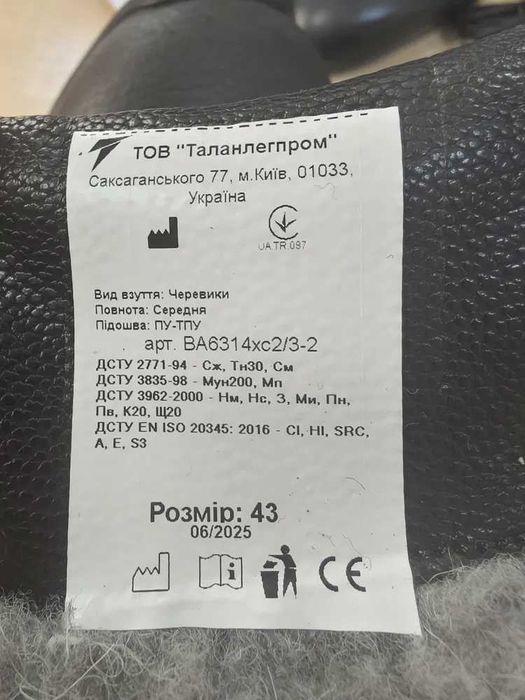 ТОВ "Таланлегпром"
Саксаганського 77, м.Київ, 01033,
Україна
UA.TR.097
Вид взуття: Черевики
Повнота: Середня
Підошва: ПУ-ТПУ
арт. ВА6314хс2/3-2
ДСТУ 2771-94 - Сж, Тн30, См
ДСТУ 3835-98 - Мун200, Мп
ДСТУ 3962-2000 - Нм, Нс, З, Ми, Пн,
Пв, К20, Щ20
ДСТУ EN ISO 20345: 2016 - CI, HI, SRC,
A, E, S3
Розмір: 43
06/2025
CE